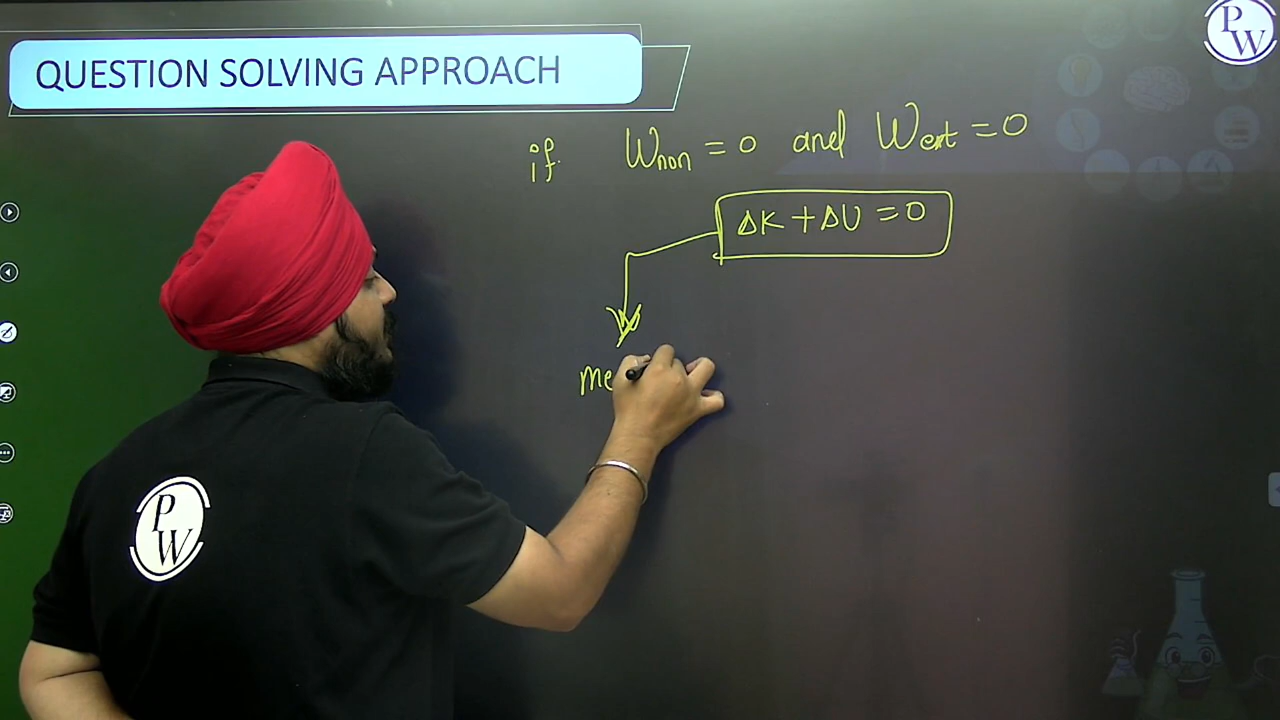 PW
QUESTION SOLVING APPROACH
if Wnon = 0 and Wext = 0
ΔK + ΔU = 0
me
PW